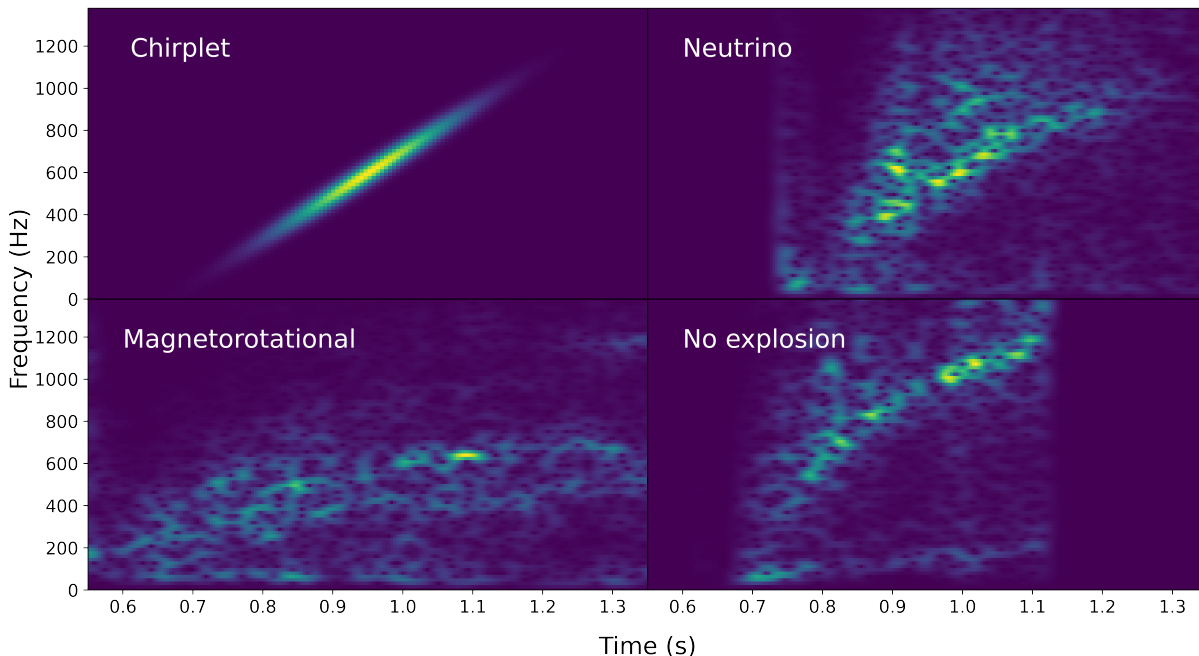 Chirplet
Neutrino
1200
1000
800
600
400
200
0
Magnetorotational
No explosion
1200
1000
800
600
400
200
0
Frequency (Hz)
0.6 0.7 0.8 0.9 1.0 1.1 1.2 1.3
0.6 0.7 0.8 0.9 1.0 1.1 1.2 1.3
Time (s)